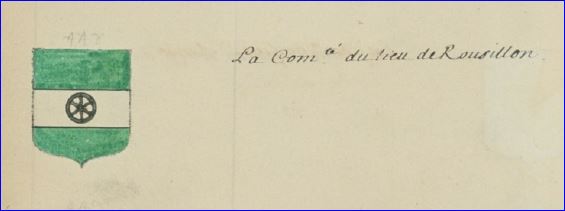 La Com.té du lieu de Rousillon.